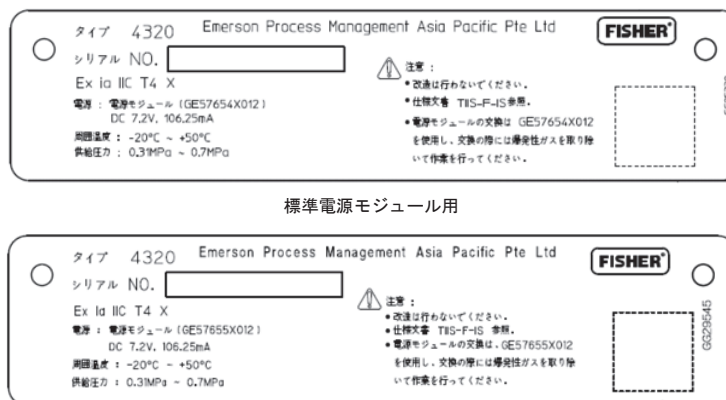 タイプ 4320 Emerson Process Management Asia Pacific Pte Ltd FISHER
シリアル NO.
Ex ia IIC T4 X
電源 : 電源モジュール (GE57654X012)
DC 7.2V, 106.25mA
周囲温度 : -20°C ~ +50°C
供給圧力 : 0.31MPa ~ 0.7MPa
注意 :
• 改造は行わないでください。
• 仕様文書 TIIS-F-IS参照。
• 電源モジュールの交換は GE57654X012
を使用し、交換の際には爆発性ガスを取り除
いて作業を行ってください。
標準電源モジュール用
タイプ 4320 Emerson Process Management Asia Pacific Pte Ltd FISHER
シリアル NO.
Ex ia IIC T4 X
電源 : 電源モジュール (GE57655X012)
DC 7.2V, 106.25mA
周囲温度 : -20°C ~ +50°C
供給圧力 : 0.3MPa ~ 0.7MPa
注意 :
• 改造は行わないでください。
• 仕様文書 TIIS-F-IS 参照。
• 電源モジュールの交換は、GE57655X012
を使用し、交換の際には爆発性ガスを取り除
いて作業を行ってください。
GG29545